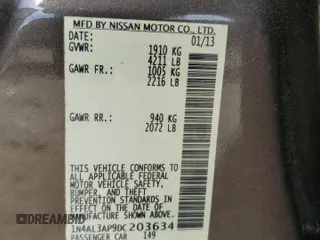 MFD BY NISSAN MOTOR CO., LTD.
DATE: 01/13
GVWR: 1910 KG
4211 LB
GAWR FR.: 1005 KG
2216 LB
GAWR RR.: 940 KG
2072 LB
THIS VEHICLE CONFORMS TO
ALL APPLICABLE FEDERAL
MOTOR VEHICLE SAFETY,
BUMPER, AND THEFT
PREVENTION STANDARDS IN
EFFECT ON THE DATE OF
MANUFACTURE SHOWN ABOVE.
1N4AL3AP9DC203634
PASSENGER CAR 149
DREAMBID